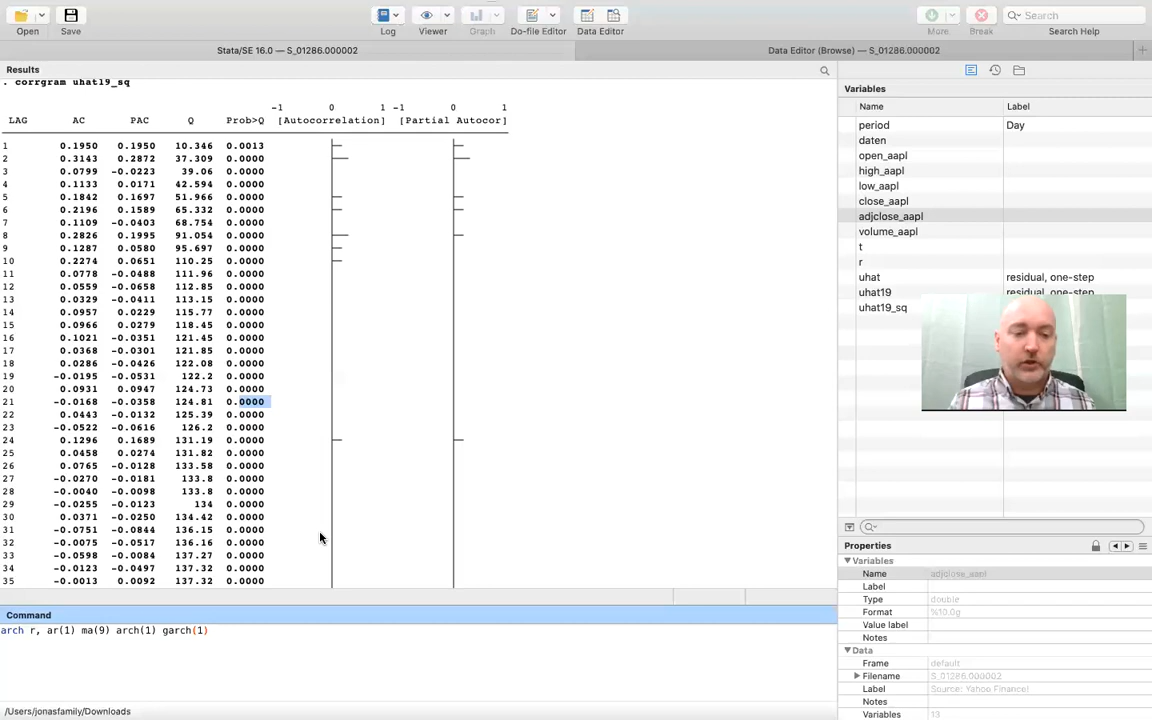 Open Save Log Viewer Graph Do-file Editor Data Editor More Break Search Search Help
Stata/SE 16.0 — S_01286.000002 Data Editor (Browse) — S_01286.000002
Results
. corrgram uhat19_sq
-1 0 1 -1 0 1
LAG AC PAC Q Prob>Q [Autocorrelation] [Partial Autocor]
1 0.1950 0.1950 10.346 0.0013
2 0.3143 0.2872 37.309 0.0000
3 0.0799 -0.0223 39.06 0.0000
4 0.1133 0.0171 42.594 0.0000
5 0.1842 0.1697 51.966 0.0000
6 0.2196 0.1589 65.332 0.0000
7 0.1109 -0.0403 68.754 0.0000
8 0.2826 0.1995 91.054 0.0000
9 0.1287 0.0580 95.697 0.0000
10 0.2274 0.0651 110.25 0.0000
11 0.0778 -0.0488 111.96 0.0000
12 0.0559 -0.0658 112.85 0.0000
13 0.0329 -0.0411 113.15 0.0000
14 0.0957 0.0229 115.77 0.0000
15 0.0966 0.0279 118.45 0.0000
16 0.1021 -0.0351 121.45 0.0000
17 0.0368 -0.0301 121.85 0.0000
18 0.0286 -0.0426 122.08 0.0000
19 -0.0195 -0.0531 122.2 0.0000
20 0.0931 0.0947 124.73 0.0000
21 -0.0168 -0.0358 124.81 0.0000
22 0.0443 -0.0132 125.39 0.0000
23 -0.0522 -0.0616 126.2 0.0000
24 0.1296 0.1689 131.19 0.0000
25 0.0458 0.0274 131.82 0.0000
26 0.0765 -0.0128 133.58 0.0000
27 -0.0270 -0.0181 133.8 0.0000
28 -0.0040 -0.0098 133.8 0.0000
29 -0.0255 -0.0123 134 0.0000
30 0.0371 -0.0250 134.42 0.0000
31 -0.0751 -0.0844 136.15 0.0000
32 -0.0075 -0.0517 136.16 0.0000
33 -0.0598 -0.0084 137.27 0.0000
34 -0.0123 -0.0497 137.32 0.0000
35 -0.0013 0.0092 137.32 0.0000
Command
arch r, ar(1) ma(9) arch(1) garch(1)
/Users/jonasfamily/Downloads
Variables
Name Label
period Day
daten
open_aapl
high_aapl
low_aapl
close_aapl
adjclose_aapl
volume_aapl
t
r
uhat residual, one-step
uhat19 residual, one-step
uhat19_sq
Properties
Variables
Name adjclose_aapl
Label
Type double
Format %10.0g
Value label
Notes
Data
Frame default
Filename S_01286.000002
Label Source: Yahoo Finance!
Notes
Variables 13